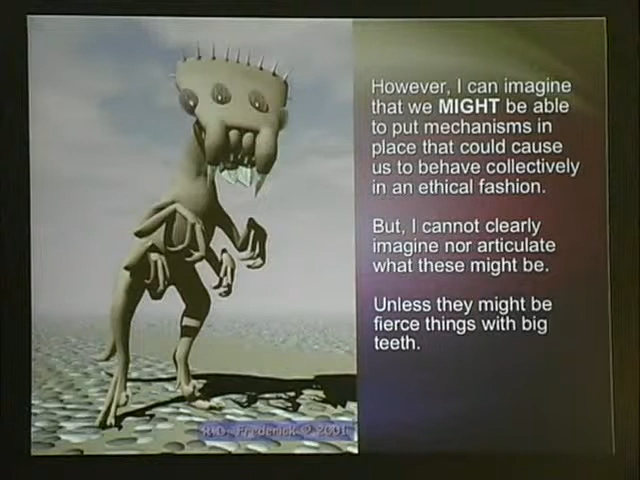 However, I can imagine
that we MIGHT be able
to put mechanisms in
place that could cause
us to behave collectively
in an ethical fashion.
But, I cannot clearly
imagine nor articulate
what these might be.
Unless they might be
fierce things with big
teeth.
R.D. Frederick © 2001